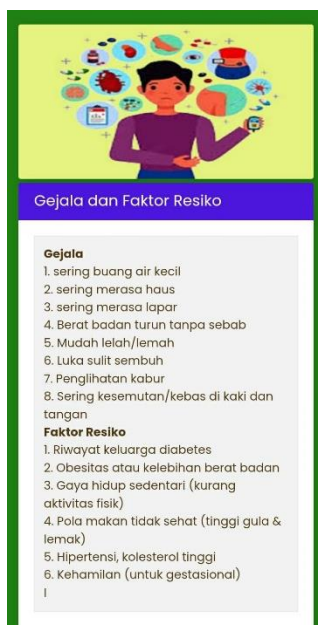 Gejala dan Faktor Resiko
Gejala
1. sering buang air kecil
2. sering merasa haus
3. sering merasa lapar
4. Berat badan turun tanpa sebab
5. Mudah lelah/lemah
6. Luka sulit sembuh
7. Penglihatan kabur
8. Sering kesemutan/kebas di kaki dan
tangan
Faktor Resiko
1. Riwayat keluarga diabetes
2. Obesitas atau kelebihan berat badan
3. Gaya hidup sedentari (kurang
aktivitas fisik)
4. Pola makan tidak sehat (tinggi gula &
lemak)
5. Hipertensi, kolesterol tinggi
6. Kehamilan (untuk gestasional)
l